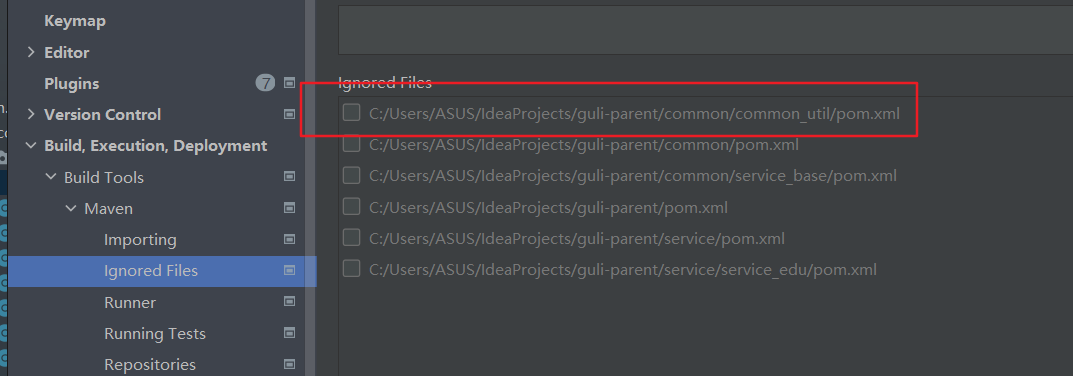 Keymap
Editor
Plugins 7
Version Control
Build, Execution, Deployment
Build Tools
Maven
Importing
Ignored Files
Runner
Running Tests
Repositories
Ignored Files
C:/Users/ASUS/IdeaProjects/guli-parent/common/common_util/pom.xml
C:/Users/ASUS/IdeaProjects/guli-parent/common/pom.xml
C:/Users/ASUS/IdeaProjects/guli-parent/common/service_base/pom.xml
C:/Users/ASUS/IdeaProjects/guli-parent/pom.xml
C:/Users/ASUS/IdeaProjects/guli-parent/service/pom.xml
C:/Users/ASUS/IdeaProjects/guli-parent/service/service_edu/pom.xml